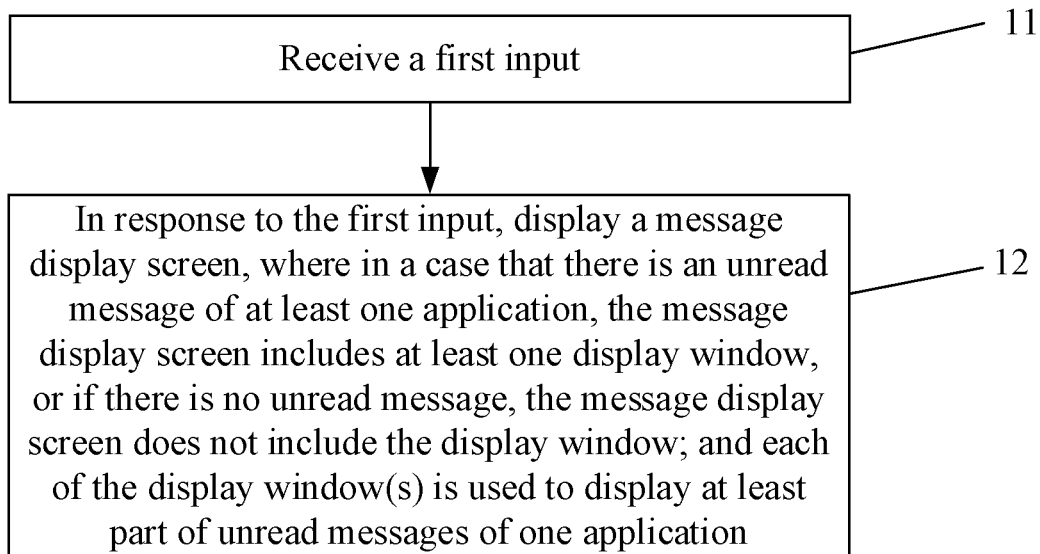 11
Receive a first input
In response to the first input, display a message
display screen, where in a case that there is an unread
message of at least one application, the message
display screen includes at least one display window,
or if there is no unread message, the message display
screen does not include the display window; and each
of the display window(s) is used to display at least
part of unread messages of one application
12